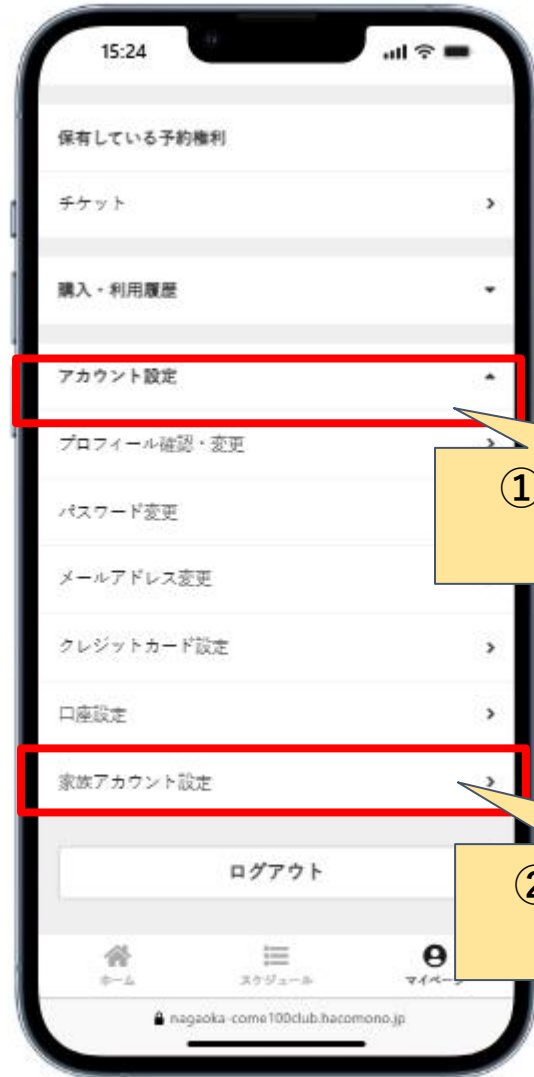 15:24
保有している予約権利
チケット
購入・利用履歴
アカウント設定
プロフィール確認・変更
①
パスワード変更
メールアドレス変更
クレジットカード設定
口座設定
家族アカウント設定
ログアウト
②
ホーム
スケジュール
マイページ
nagaoka-come100club.hacomono.jp